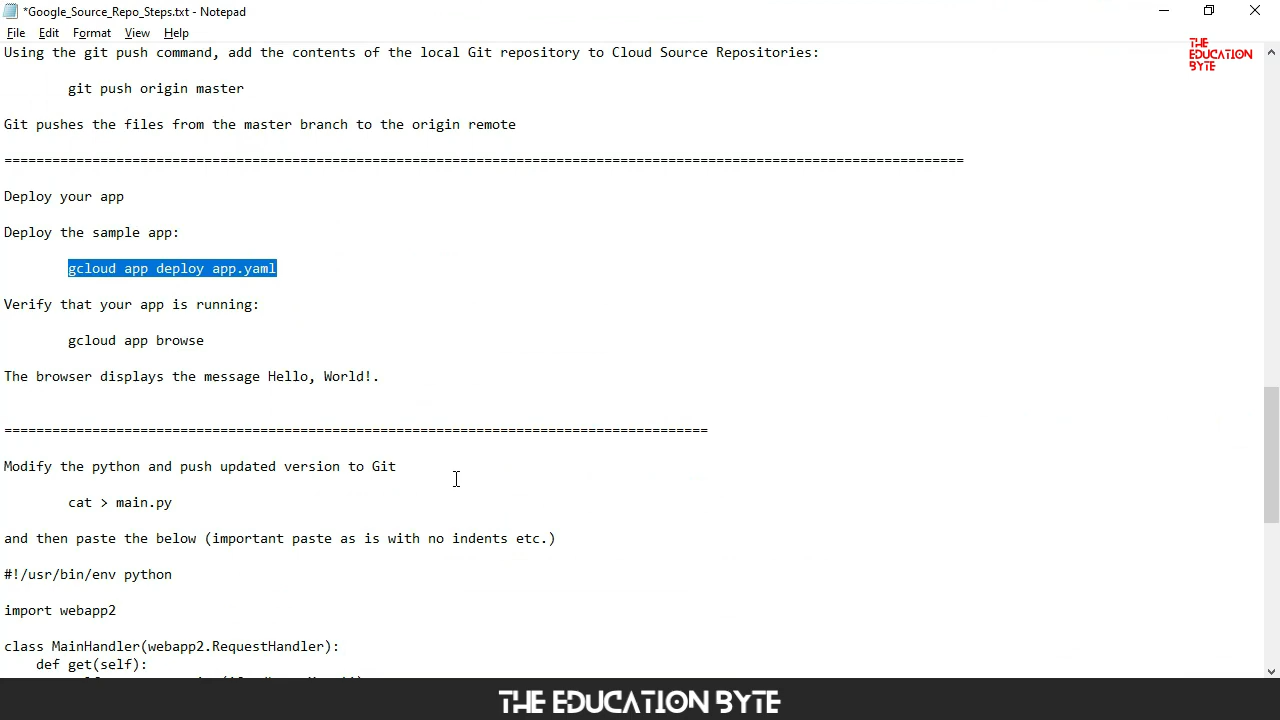 *Google_Source_Repo_Steps.txt - Notepad
File Edit Format View Help
THE
EDUCATION
BYTE
Using the git push command, add the contents of the local Git repository to Cloud Source Repositories:
git push origin master
Git pushes the files from the master branch to the origin remote
========================================================================================================================
Deploy your app
Deploy the sample app:
gcloud app deploy app.yaml
Verify that your app is running:
gcloud app browse
The browser displays the message Hello, World!.
========================================================================================
Modify the python and push updated version to Git
cat > main.py
and then paste the below (important paste as is with no indents etc.)
#!/usr/bin/env python
import webapp2
class MainHandler(webapp2.RequestHandler):
def get(self):
THE EDUCATION BYTE